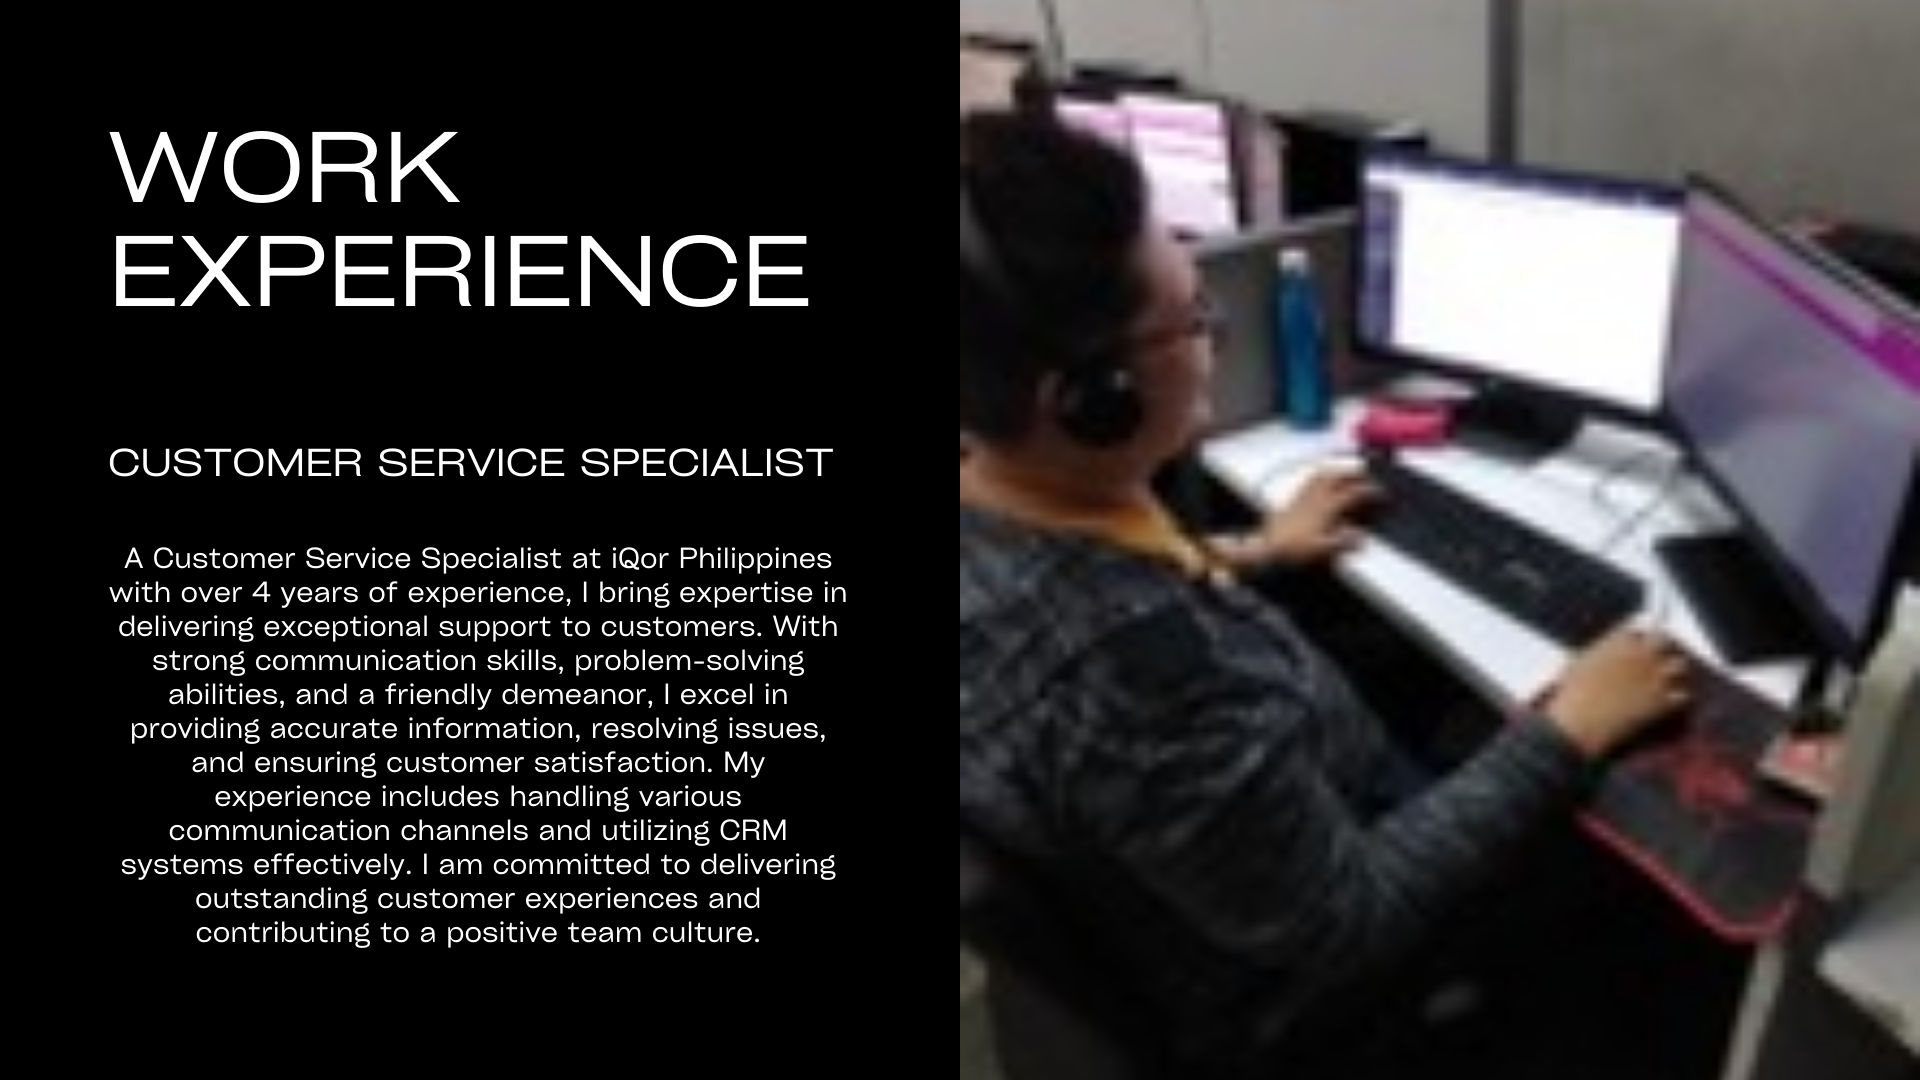 WORK
EXPERIENCE
CUSTOMER SERVICE SPECIALIST
A Customer Service Specialist at iQor Philippines
with over 4 years of experience, I bring expertise in
delivering exceptional support to customers. With
strong communication skills, problem-solving
abilities, and a friendly demeanor, I excel in
providing accurate information, resolving issues,
and ensuring customer satisfaction. My
experience includes handling various
communication channels and utilizing CRM
systems effectively. I am committed to delivering
outstanding customer experiences and
contributing to a positive team culture.